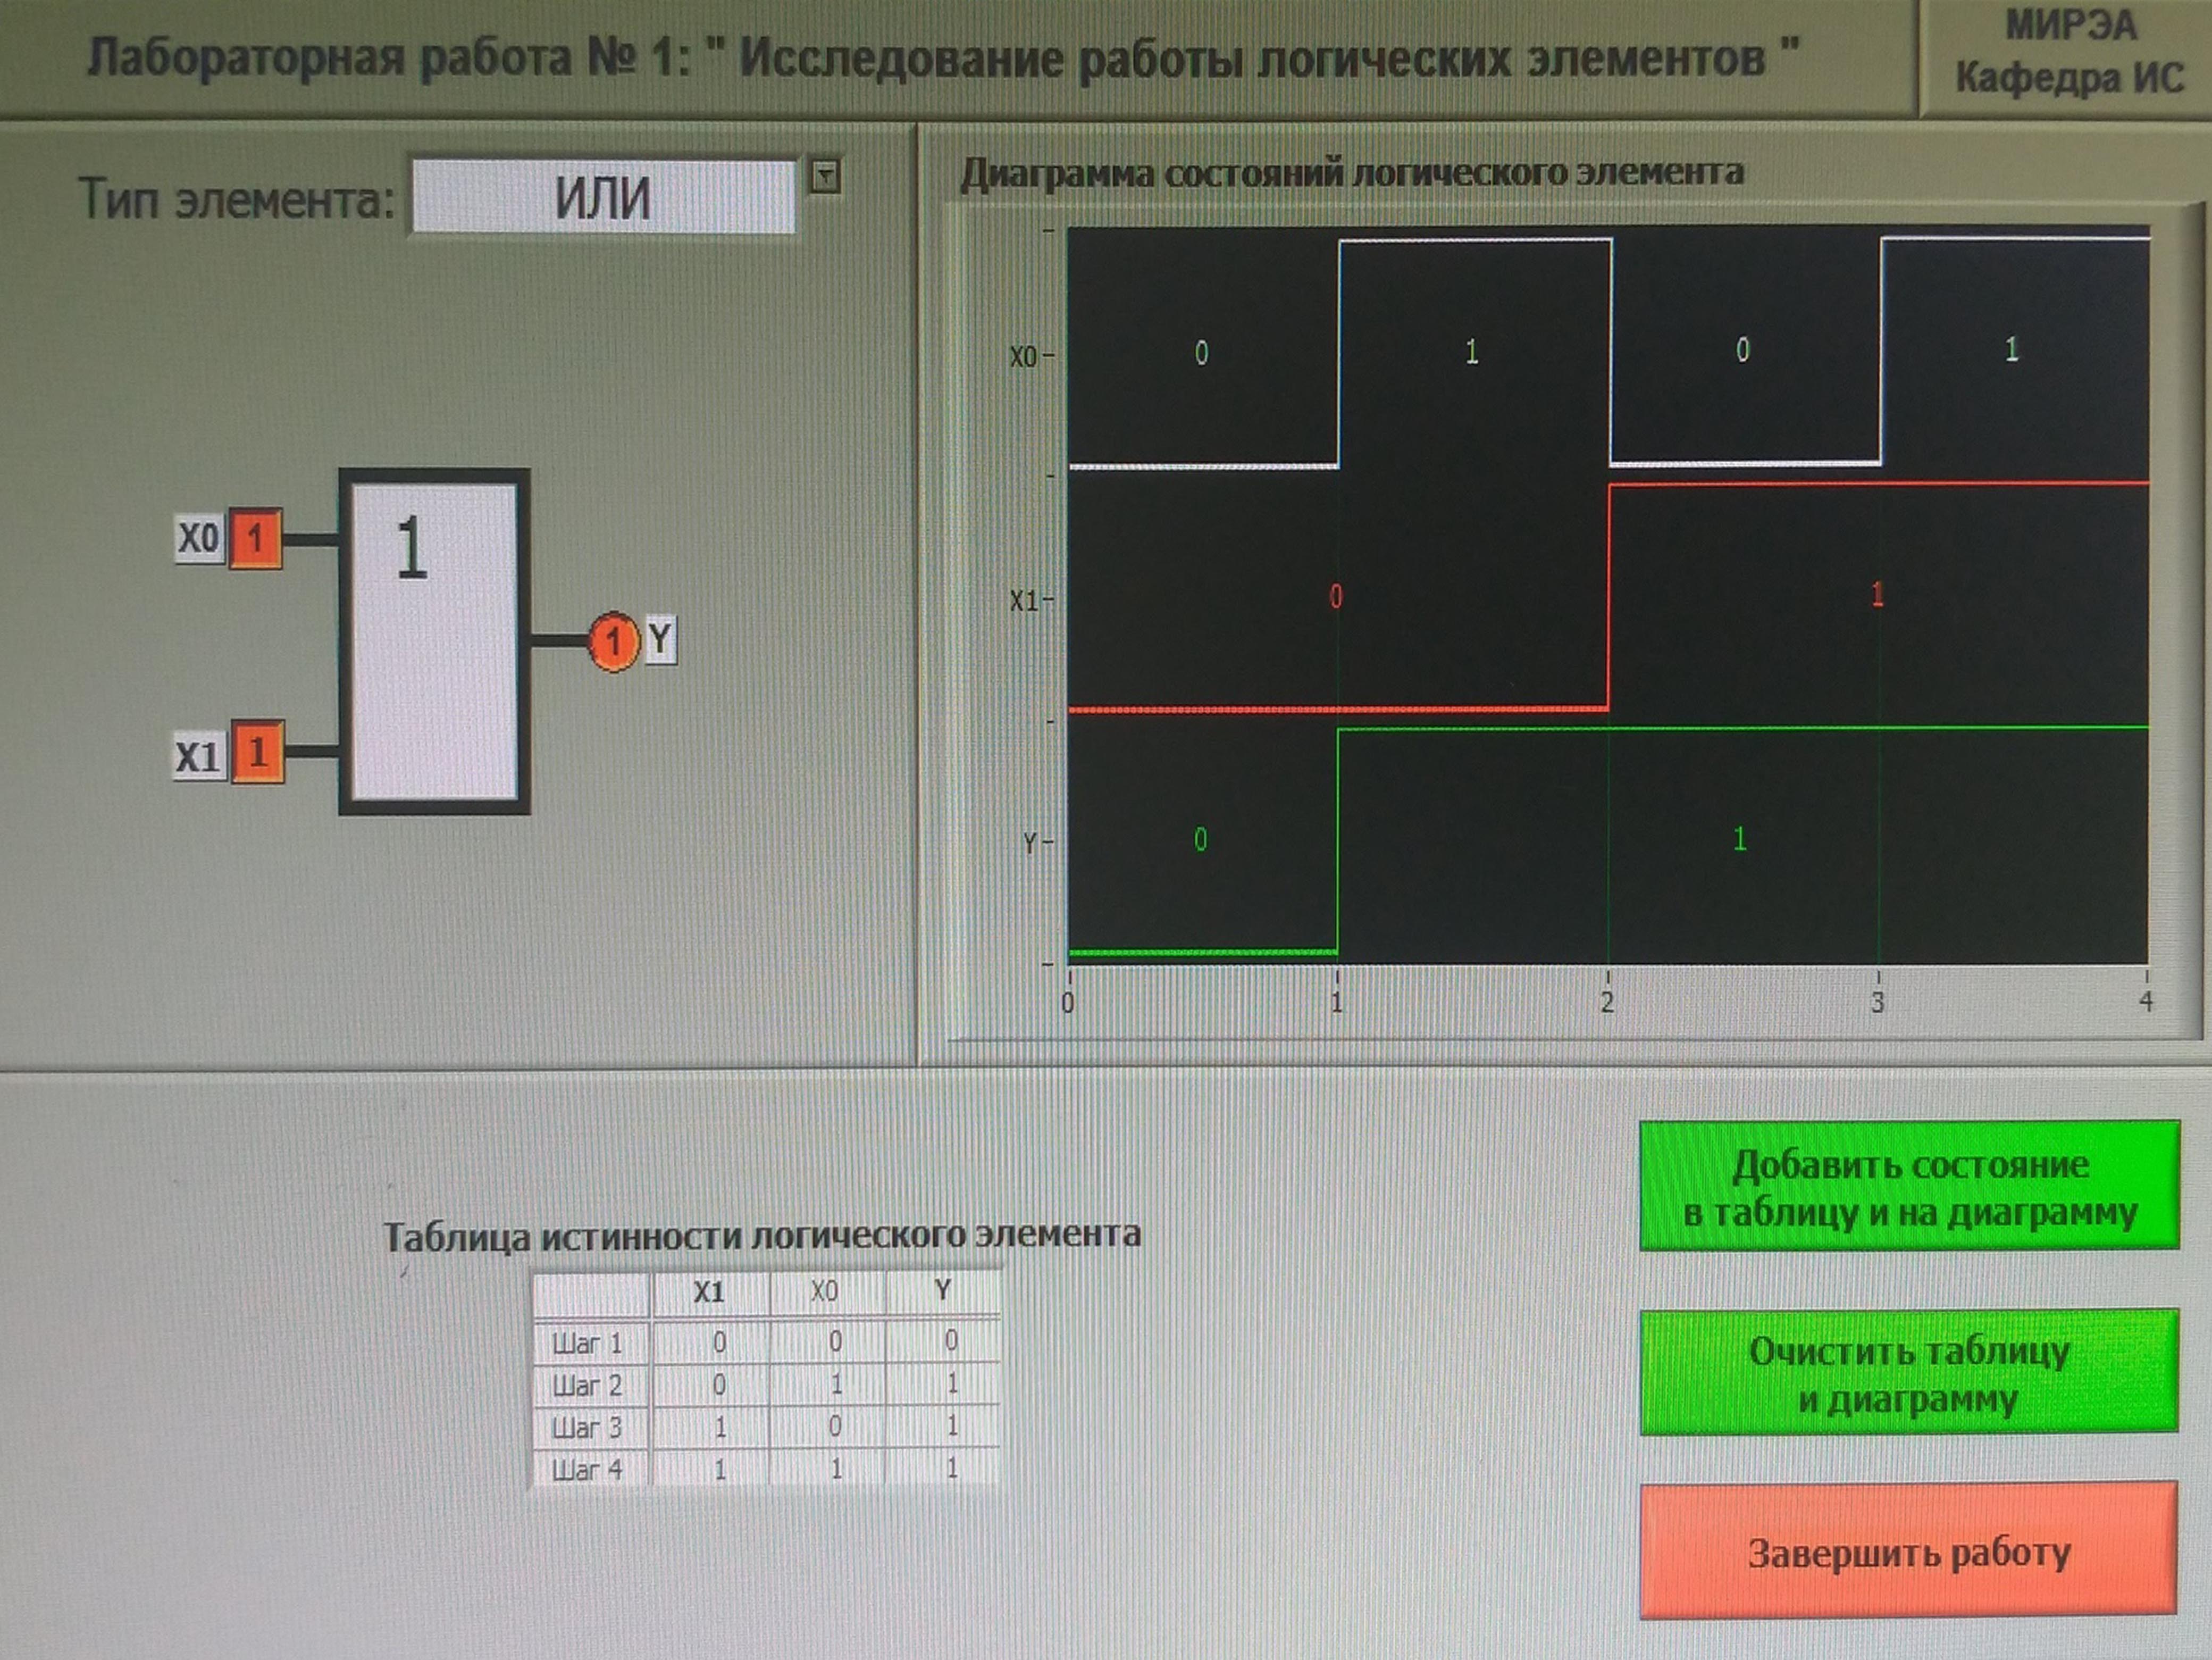 Лабораторная работа № 1: " Исследование работы логических элементов "
МИРЭА
Кафедра ИС
Тип элемента: ИЛИ
X0 1
1
1 Y
X1 1
Диаграмма состояний логического элемента
X0 0 1 0 1
X1 0 1
Y 0 1
0 1 2 3 4
Таблица истинности логического элемента
X1 X0 Y
Шаг 1 0 0 0
Шаг 2 0 1 1
Шаг 3 1 0 1
Шаг 4 1 1 1
Добавить состояние
в таблицу и на диаграмму
Очистить таблицу
и диаграмму
Завершить работу